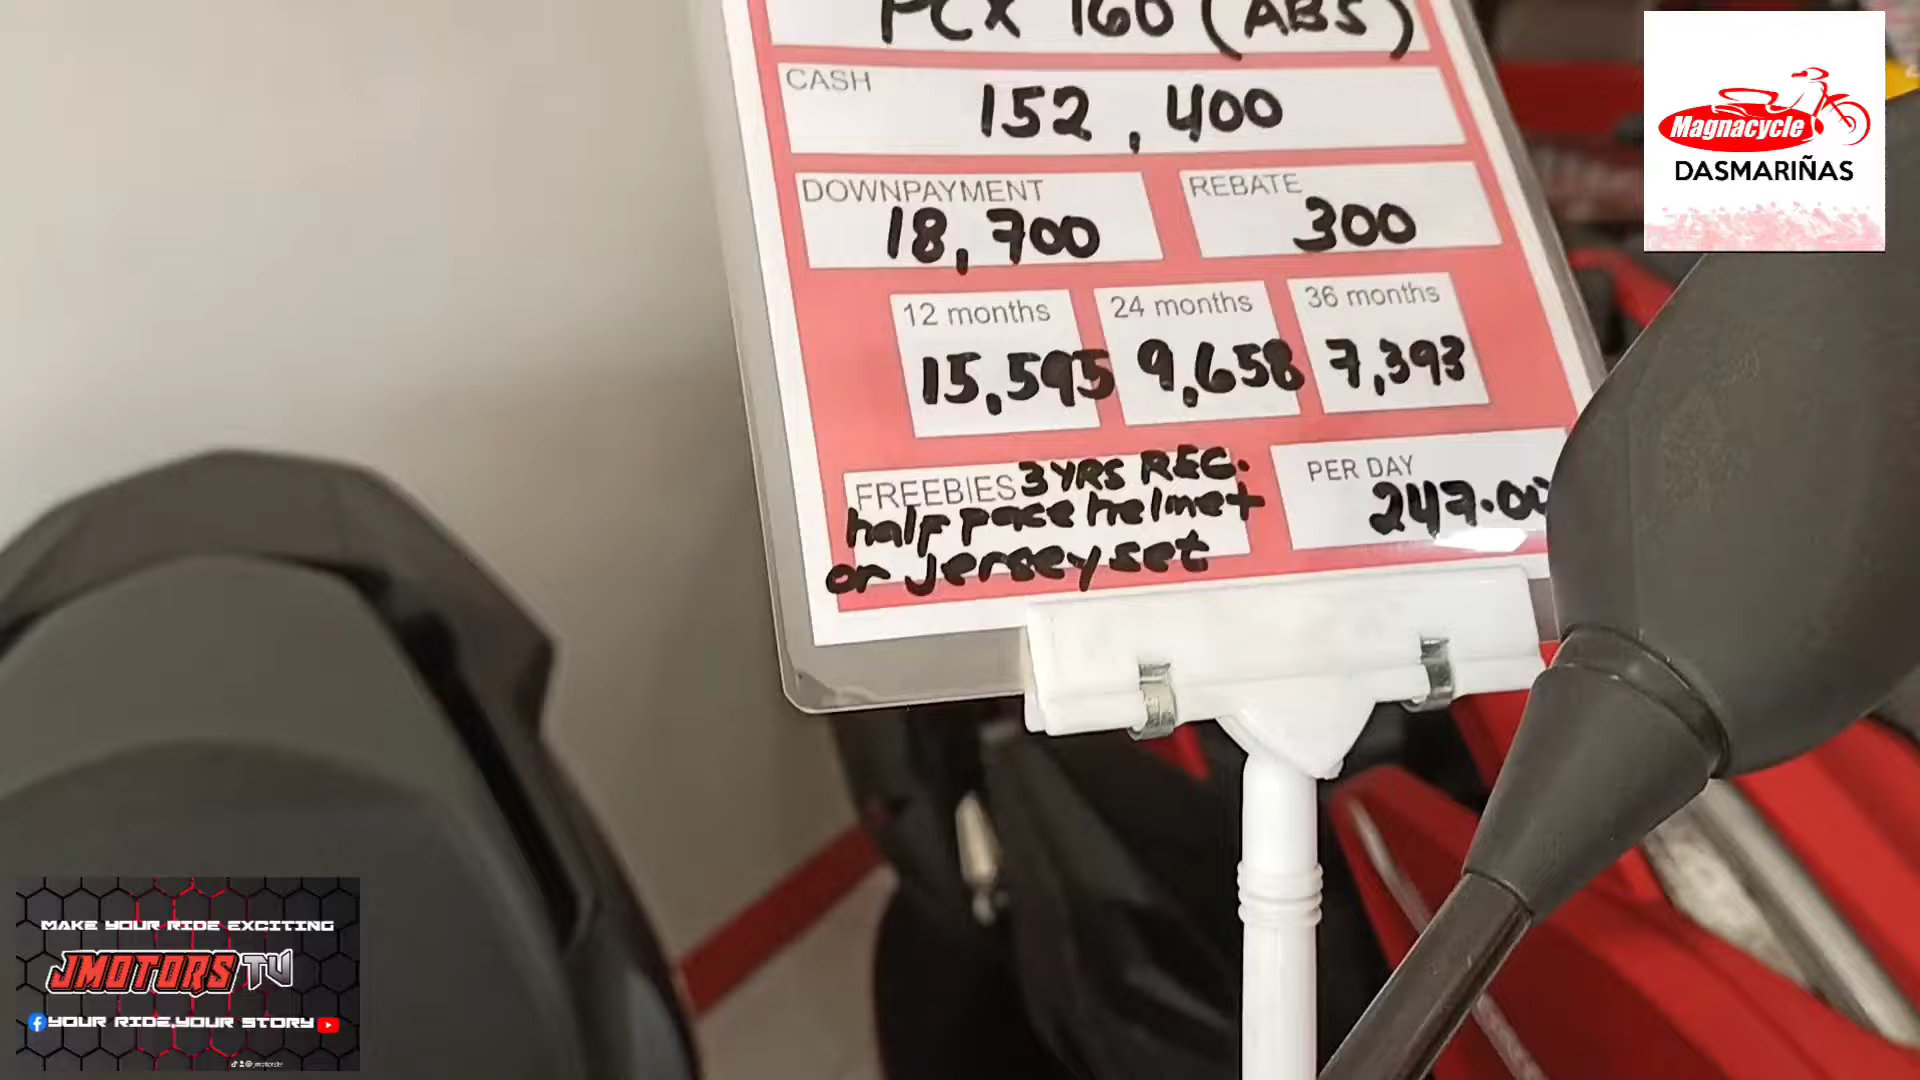 PCX 160 (ABS)
CASH
152,400
DOWNPAYMENT
18,700
REBATE
300
12 months
24 months
36 months
15,595
9,658
7,393
FREEBIES 3 YRS REG.
half face helmet
or Jersey set
PER DAY
247.00
Magnacycle
DASMARIÑAS
MAKE YOUR RIDE EXCITING
JMOTORS TV
YOUR RIDE,YOUR STORY